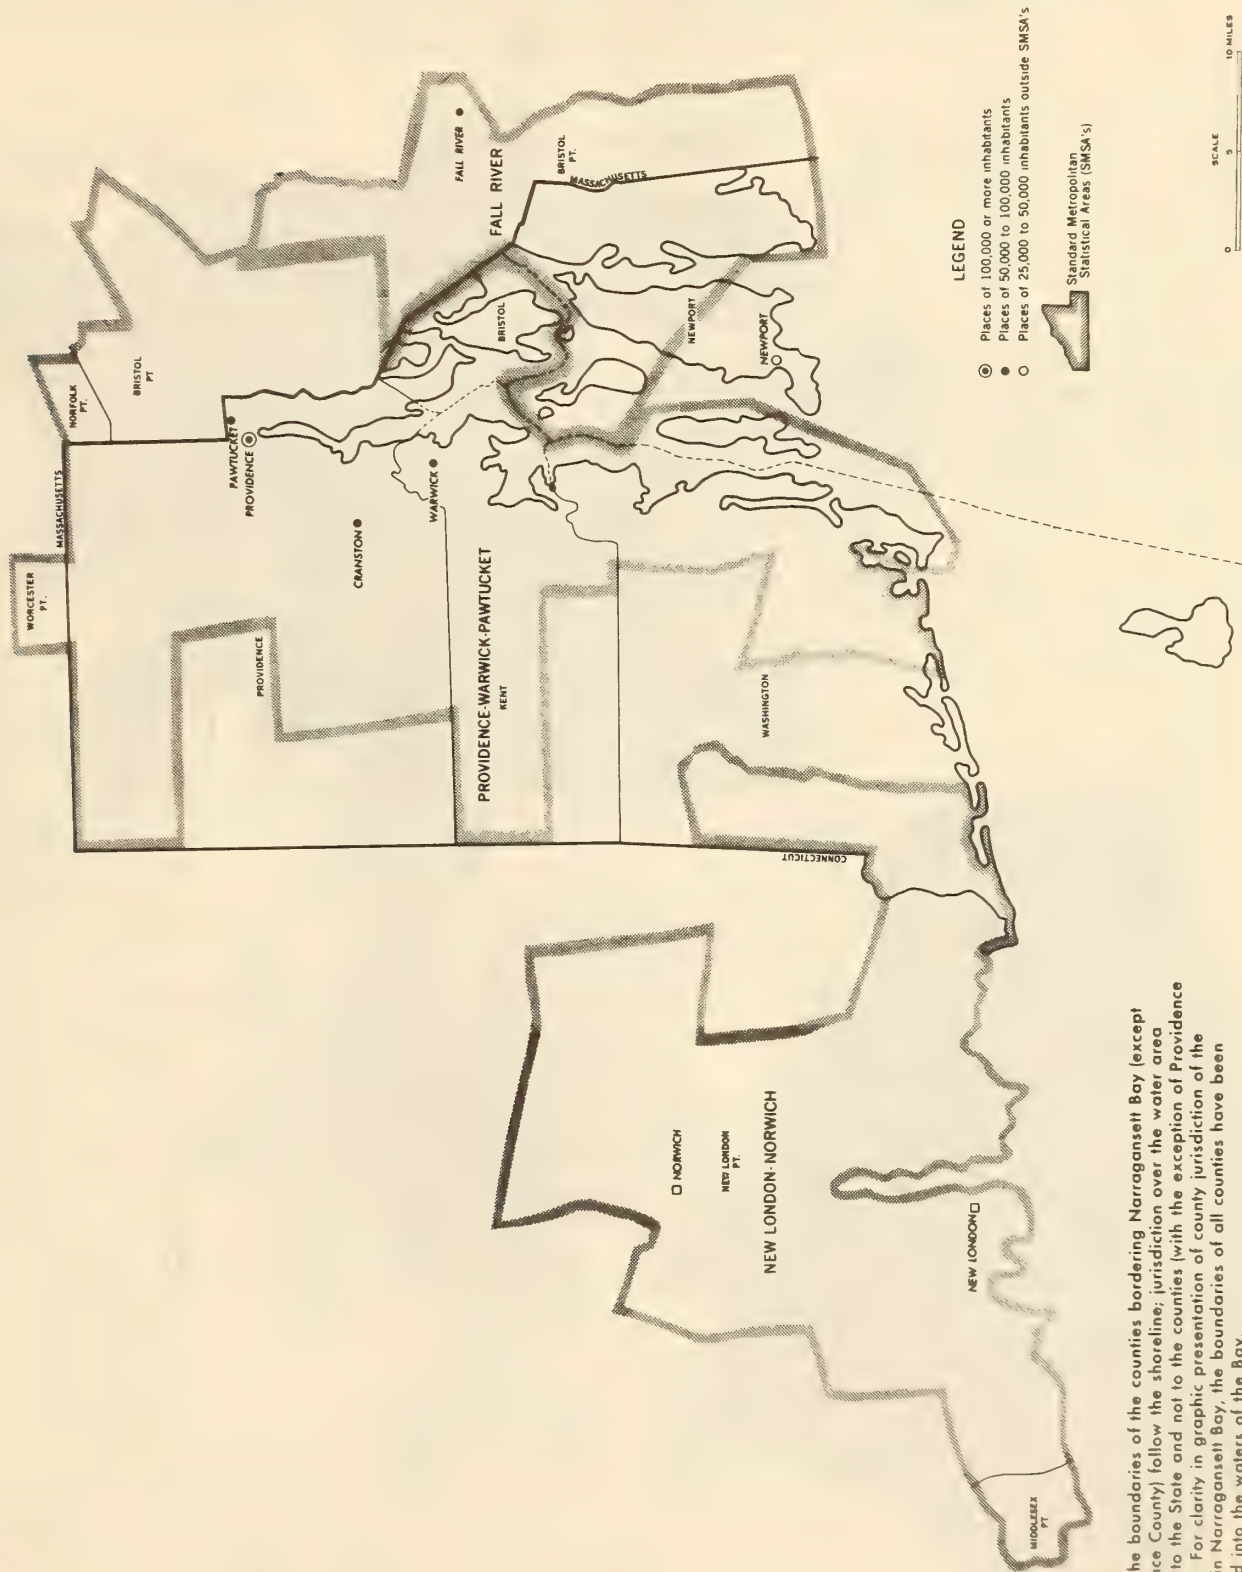 WORCESTER
PT.
MASSACHUSETTS
NORFOLK
PT.
BRISTOL
PT
PAWTUCKET
PROVIDENCE
CRANSTON
WARWICK
PROVIDENCE
PROVIDENCE-WARWICK-PAWTUCKET
KENT
WASHINGTON
CONNECTICUT
BRISTOL
NEWPORT
NEWPORT
FALL RIVER
FALL RIVER
BRISTOL
PT.
MASSACHUSETTS
NORWICH
NEW LONDON
PT.
NEW LONDON-NORWICH
NEW LONDON
MIDDLESEX
PT
LEGEND
Places of 100,000 or more inhabitants
Places of 50,000 to 100,000 inhabitants
Places of 25,000 to 50,000 inhabitants outside SMSA's
Standard Metropolitan
Statistical Areas (SMSA's)
SCALE
0 5 10 MILES
boundaries of the counties bordering Narragansett Bay (except
County) follow the shoreline; jurisdiction over the water area
to the State and not to the counties (with the exception of Providence
For clarity in graphic presentation of county jurisdiction of the
in Narragansett Bay, the boundaries of all counties have been
into the waters of the Bay.